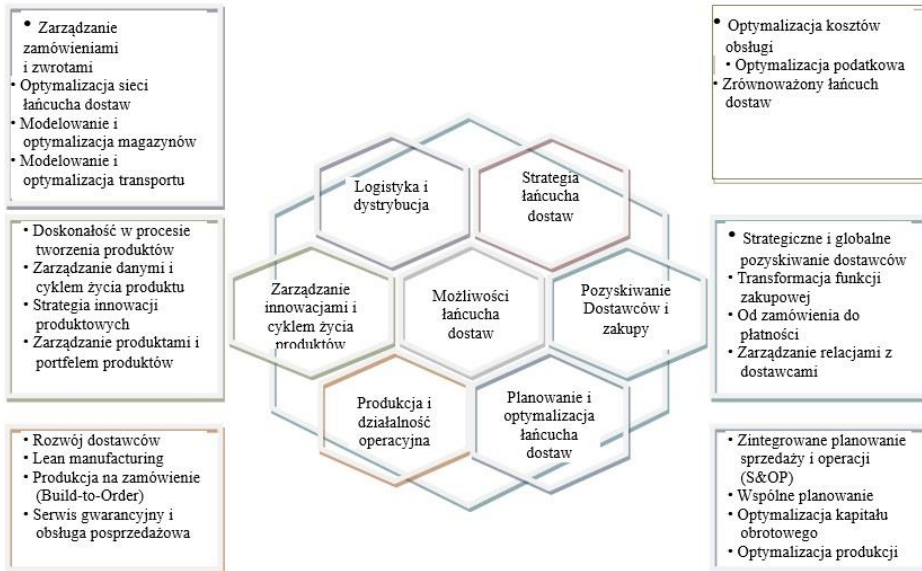 • Zarządzanie
zamówieniami
i zwrotami
• Optymalizacja sieci
łańcucha dostaw
• Modelowanie i
optymalizacja magazynów
• Modelowanie i
optymalizacja transportu
• Optymalizacja kosztów
obsługi
• Optymalizacja podatkowa
• Zrównoważony łańcuch
dostaw
Logistyka i
dystrybucja
Strategia
łańcucha
dostaw
• Doskonałość w procesie
tworzenia produktów
• Zarządzanie danymi i
cyklem życia produktu
• Strategia innowacji
produktowych
• Zarządzanie produktami i
portfelem produktów
Zarządzanie
innowacjami i
cyklem życia
produktów
Możliwości
łańcucha
dostaw
Pozyskiwanie
Dostawców i
zakupy
• Strategiczne i globalne
pozyskiwanie dostawców
• Transformacja funkcji
zakupowej
• Od zamówienia do
płatności
• Zarządzanie relacjami z
dostawcami
Produkcja i
działalność
operacyjna
Planowanie i
optymalizacja
łańcucha
dostaw
• Rozwój dostawców
• Lean manufacturing
• Produkcja na zamówienie
(Build-to-Order)
• Serwis gwarancyjny i
obsługa posprzedażowa
• Zintegrowane planowanie
sprzedaży i operacji
(S&OP)
• Wspólne planowanie
• Optymalizacja kapitału
obrotowego
• Optymalizacja produkcji